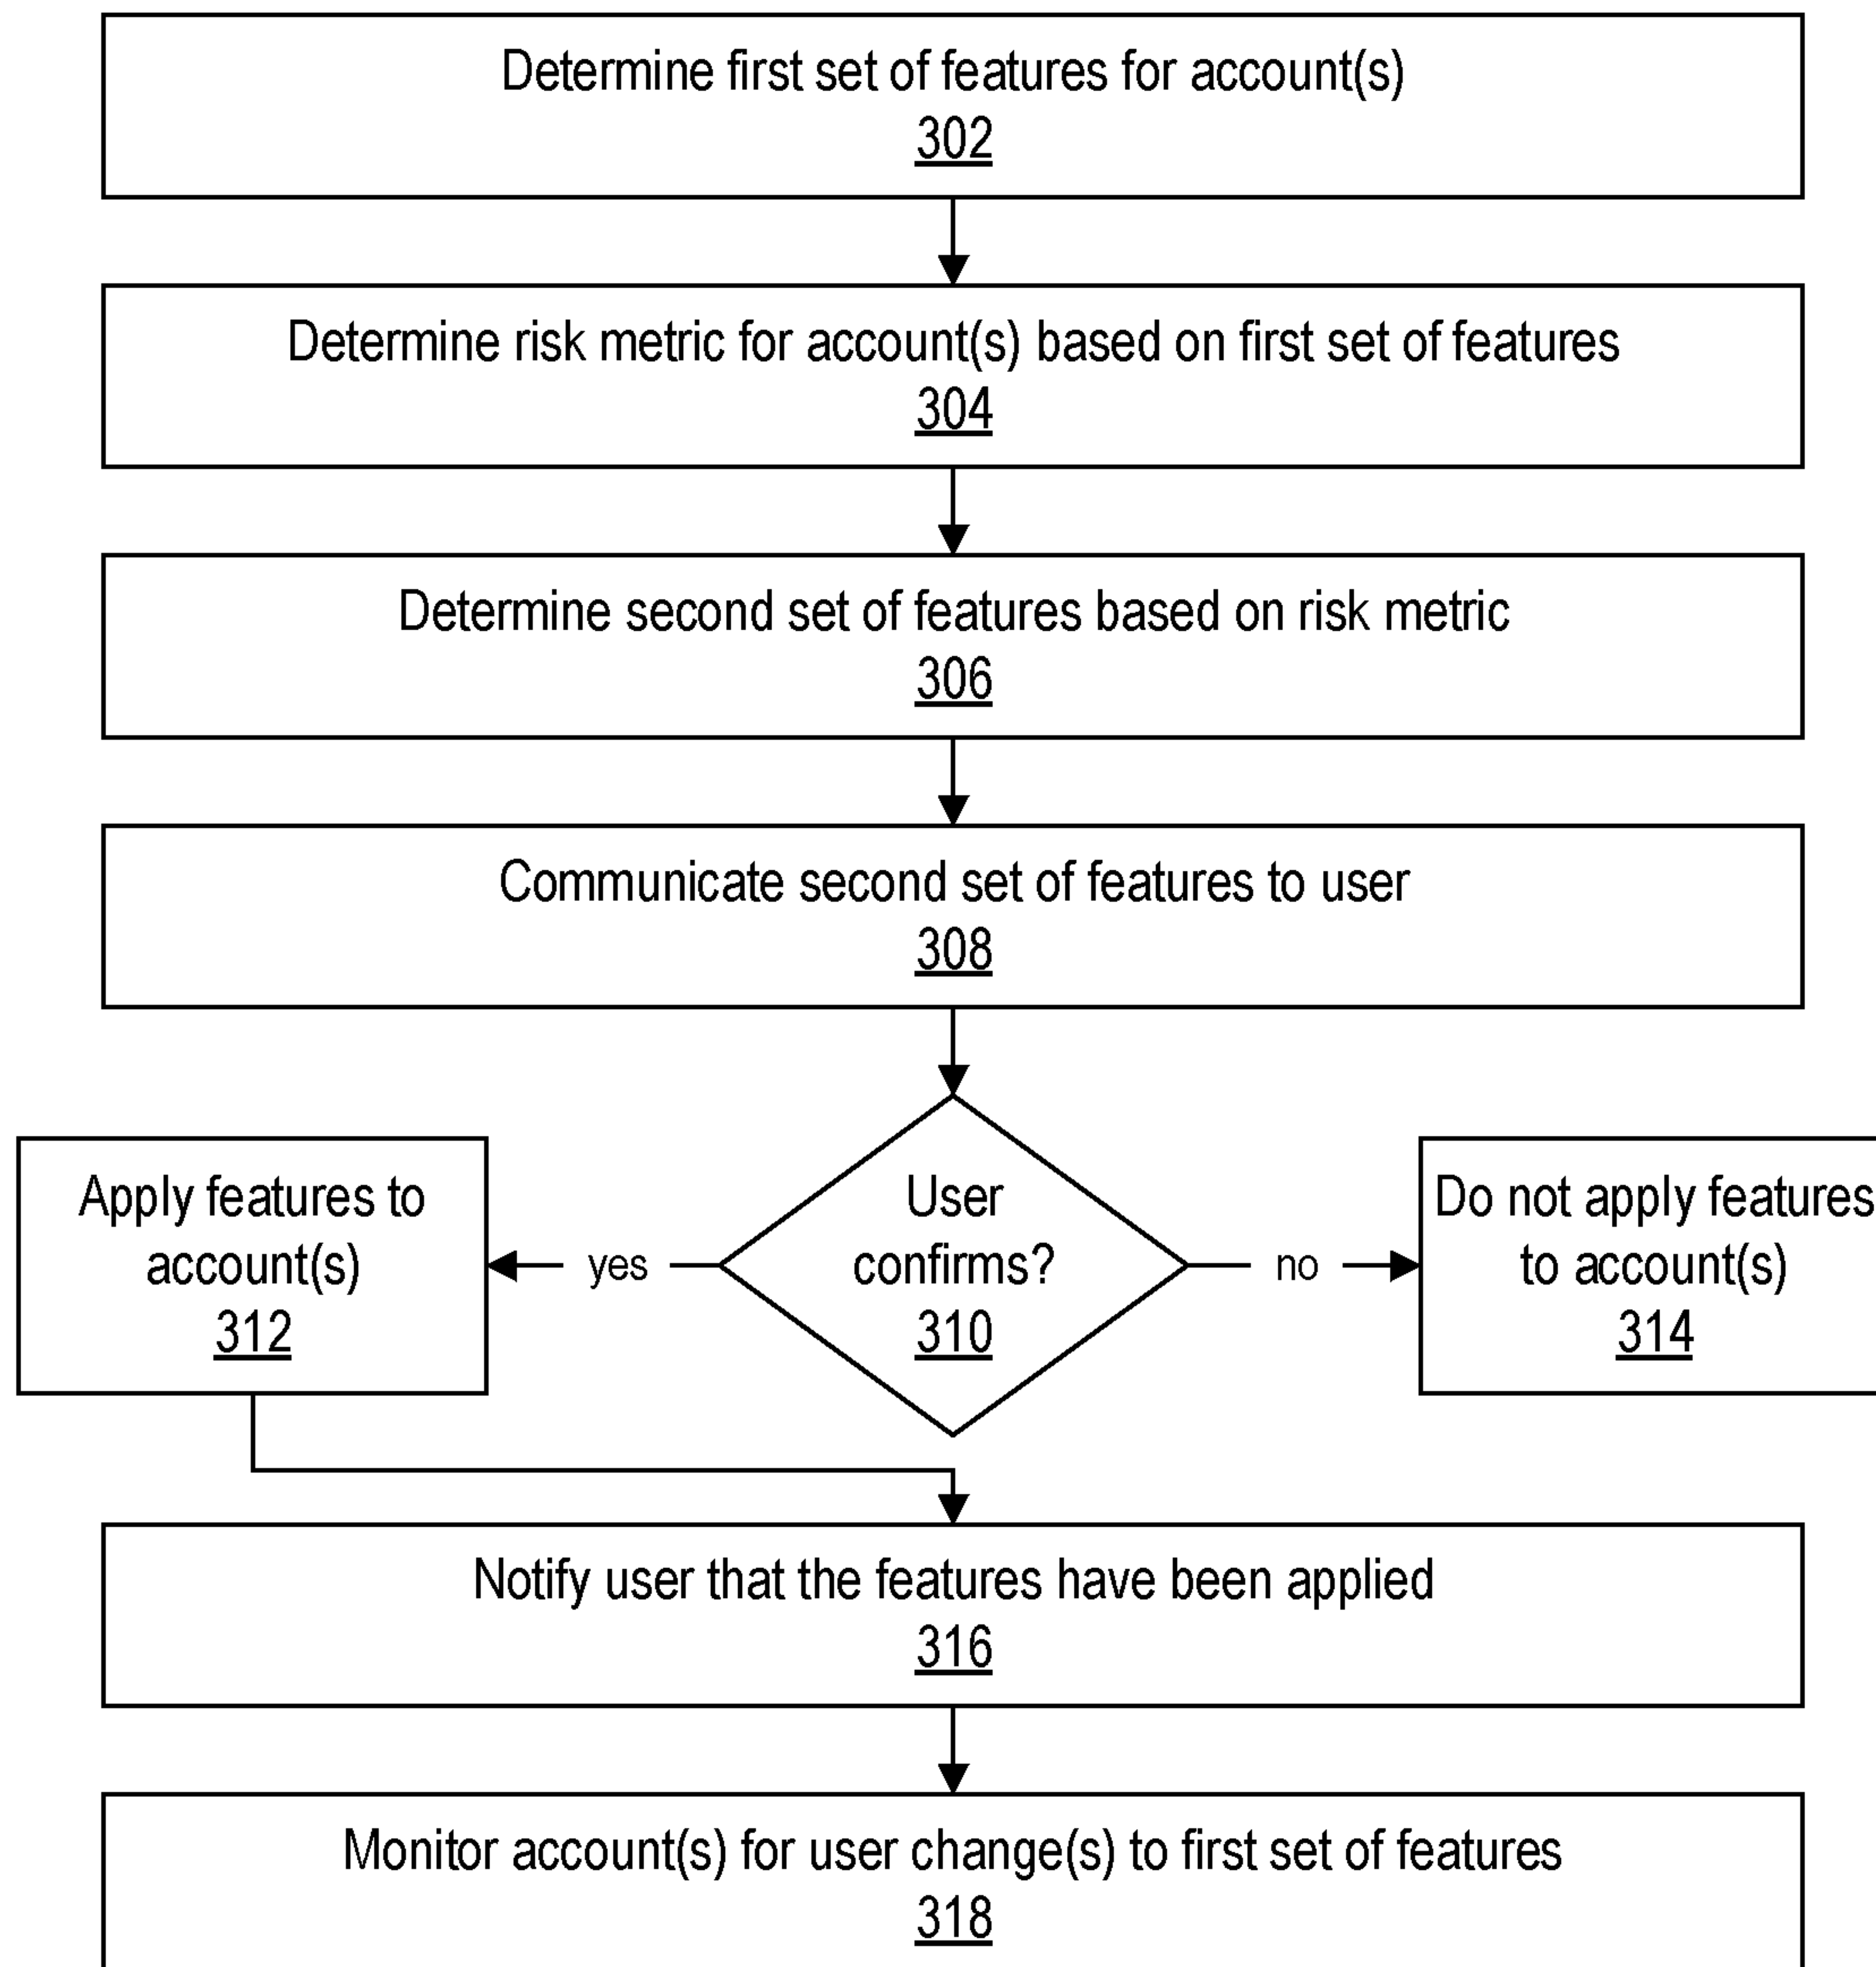 Determine first set of features for account(s)
302
Determine risk metric for account(s) based on first set of features
304
Determine second set of features based on risk metric
306
Communicate second set of features to user
308
Apply features to
account(s)
312
yes
User
confirms?
310
no
Do not apply features
to account(s)
314
Notify user that the features have been applied
316
Monitor account(s) for user change(s) to first set of features
318